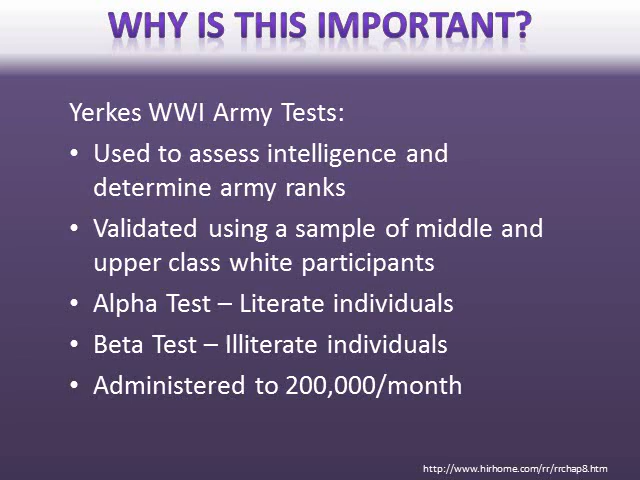 WHY IS THIS IMPORTANT?
Yerkes WWI Army Tests:
• Used to assess intelligence and
determine army ranks
• Validated using a sample of middle and
upper class white participants
• Alpha Test – Literate individuals
• Beta Test – Illiterate individuals
• Administered to 200,000/month
http://www.hirhome.com/rr/rrchap8.htm